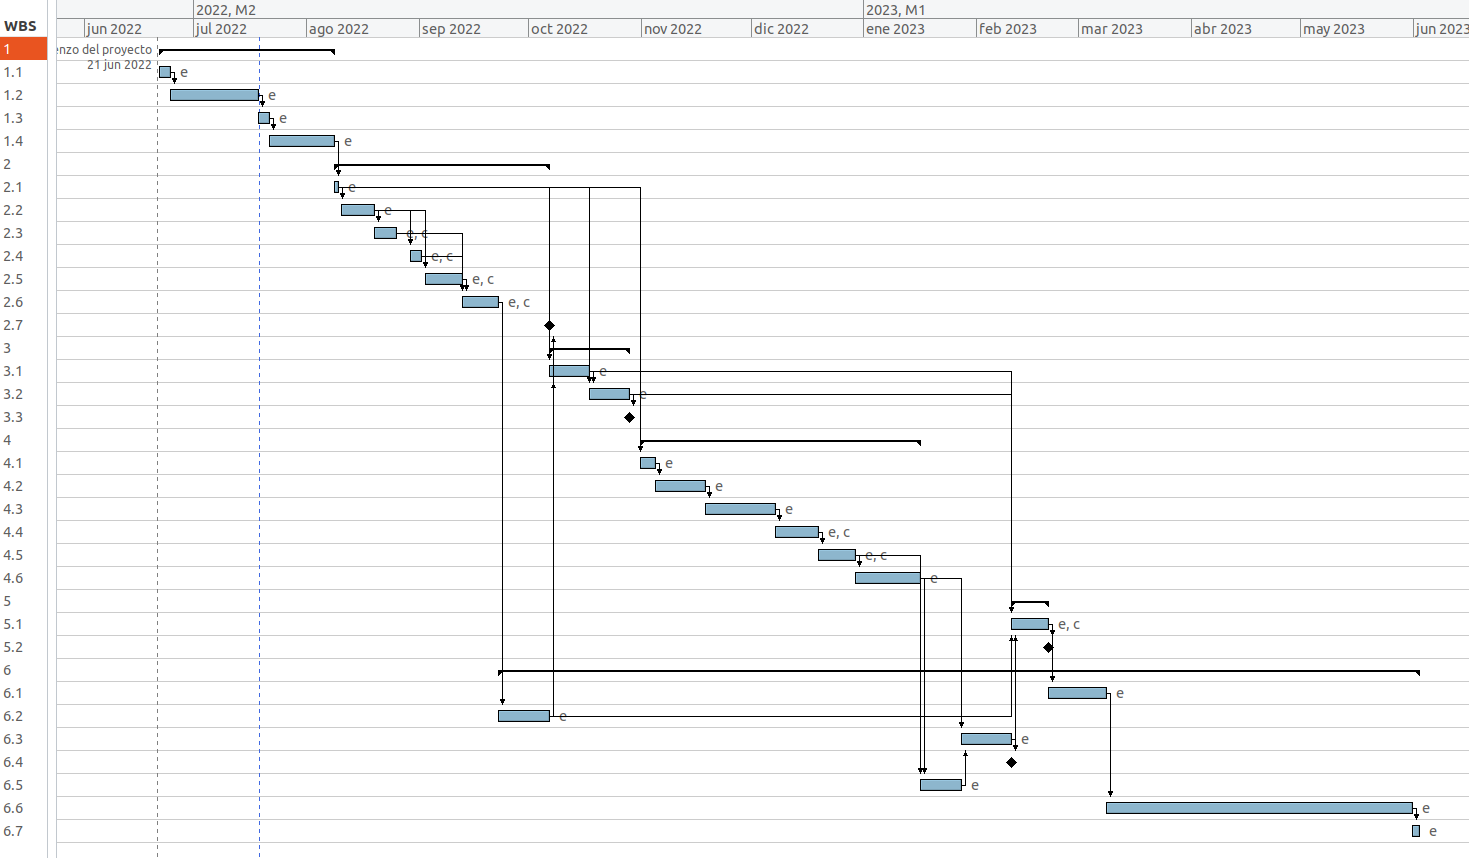 2022, M2 2023, M1
WBS jun 2022 jul 2022 ago 2022 sep 2022 oct 2022 nov 2022 dic 2022 ene 2023 feb 2023 mar 2023 abr 2023 may 2023 jun 2023
1 enzo del proyecto
21 jun 2022
1.1 e
1.2 e
1.3 e
1.4 e
2
2.1 e
2.2 e
2.3 e, c
2.4 e, c
2.5 e, c
2.6 e, c
2.7
3
3.1 e
3.2 e
3.3
4
4.1 e
4.2 e
4.3 e
4.4 e, c
4.5 e, c
4.6 e
5
5.1 e, c
5.2
6
6.1 e
6.2 e
6.3 e
6.4
6.5 e
6.6 e
6.7 e